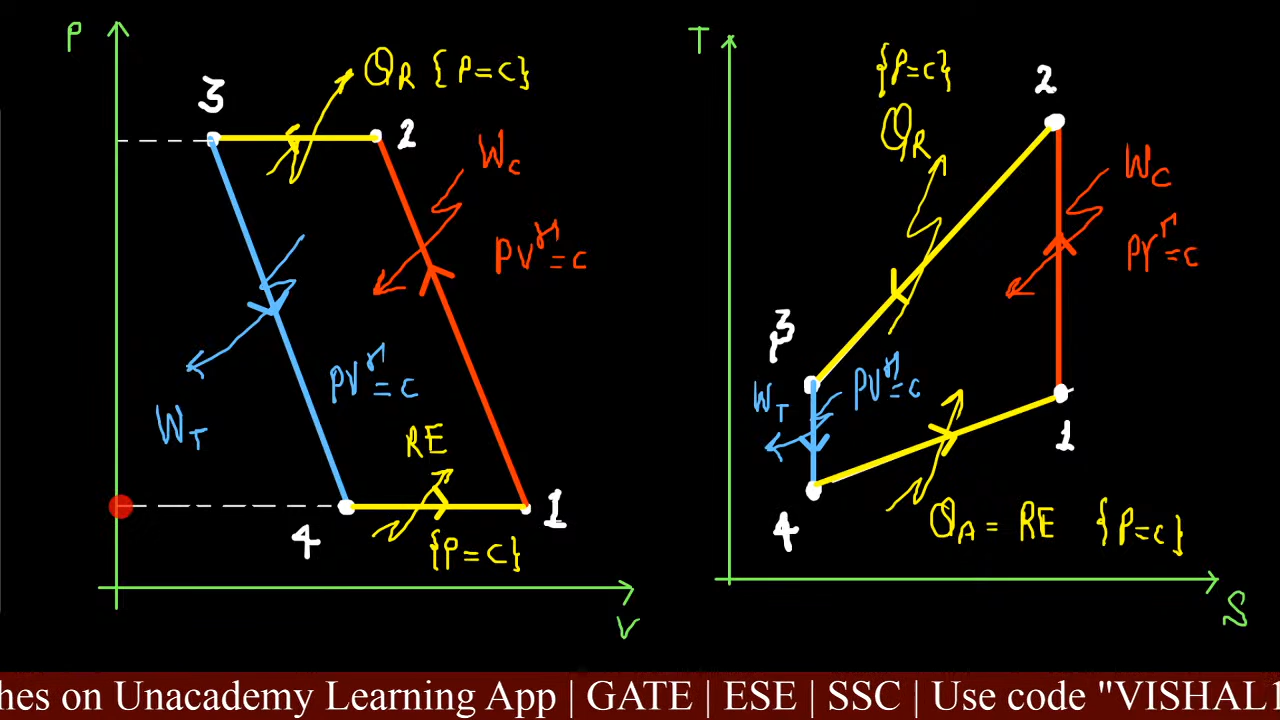 P
3
Q_R {P=C}
2
W_C
PV^γ=C
W_T
PV^γ=C
RE
4
1
{P=C}
V
T
{P=C}
2
Q_R
W_C
PV^γ=C
3
W_T
PV^γ=C
4
1
Q_A = RE {P=C}
S
hes on Unacademy Learning App | GATE | ESE | SSC | Use code "VISHAL1